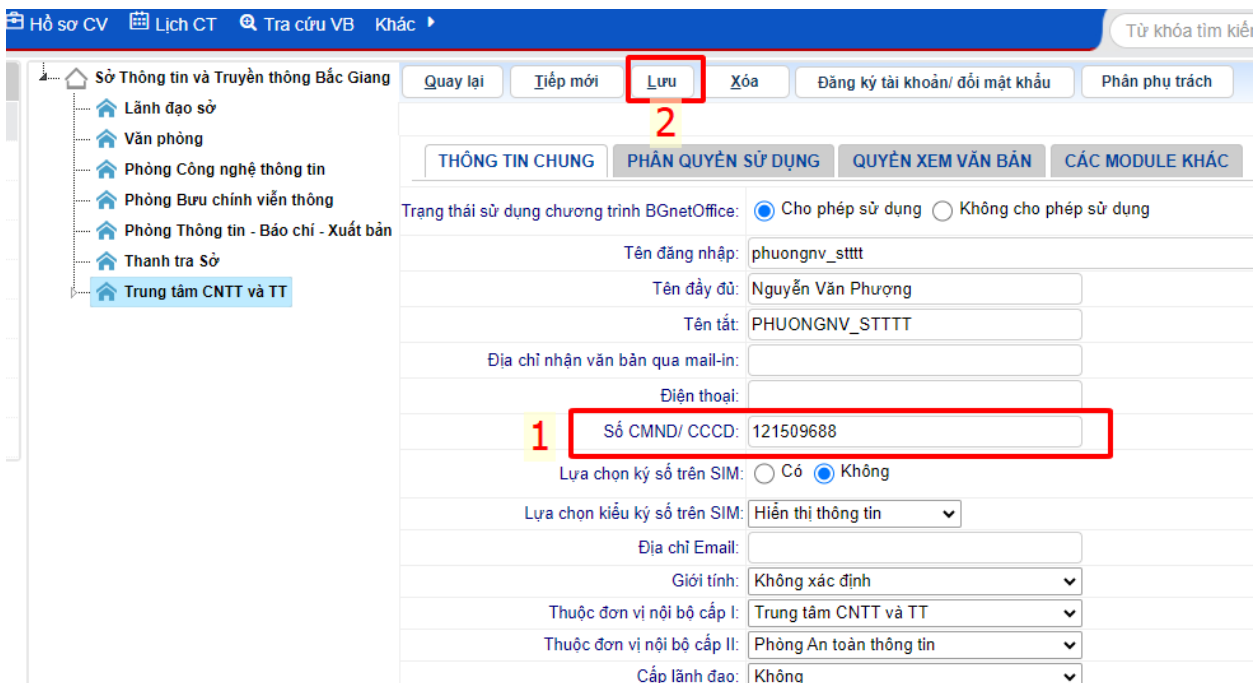 Hồ sơ CV Lịch CT Tra cứu VB Khác
Từ khóa tìm kiếm
Sở Thông tin và Truyền thông Bắc Giang
Lãnh đạo sở
Văn phòng
Phòng Công nghệ thông tin
Phòng Bưu chính viễn thông
Phòng Thông tin - Báo chí - Xuất bản
Thanh tra Sở
Trung tâm CNTT và TT
Quay lại Tiếp mới Lưu Xóa Đăng ký tài khoản/ đổi mật khẩu Phân phụ trách
2
THÔNG TIN CHUNG PHÂN QUYỀN SỬ DỤNG QUYỀN XEM VĂN BẢN CÁC MODULE KHÁC
Trạng thái sử dụng chương trình BGnetOffice: Cho phép sử dụng Không cho phép sử dụng
Tên đăng nhập: phuongnv_stttt
Tên đầy đủ: Nguyễn Văn Phượng
Tên tắt: PHUONGNV_STTTT
Địa chỉ nhận văn bản qua mail-in:
Điện thoại:
1 Số CMND/ CCCD: 121509688
Lựa chọn ký số trên SIM: Có Không
Lựa chọn kiểu ký số trên SIM: Hiển thị thông tin
Địa chỉ Email:
Giới tính: Không xác định
Thuộc đơn vị nội bộ cấp I: Trung tâm CNTT và TT
Thuộc đơn vị nội bộ cấp II: Phòng An toàn thông tin
Cấp lãnh đạo: Không